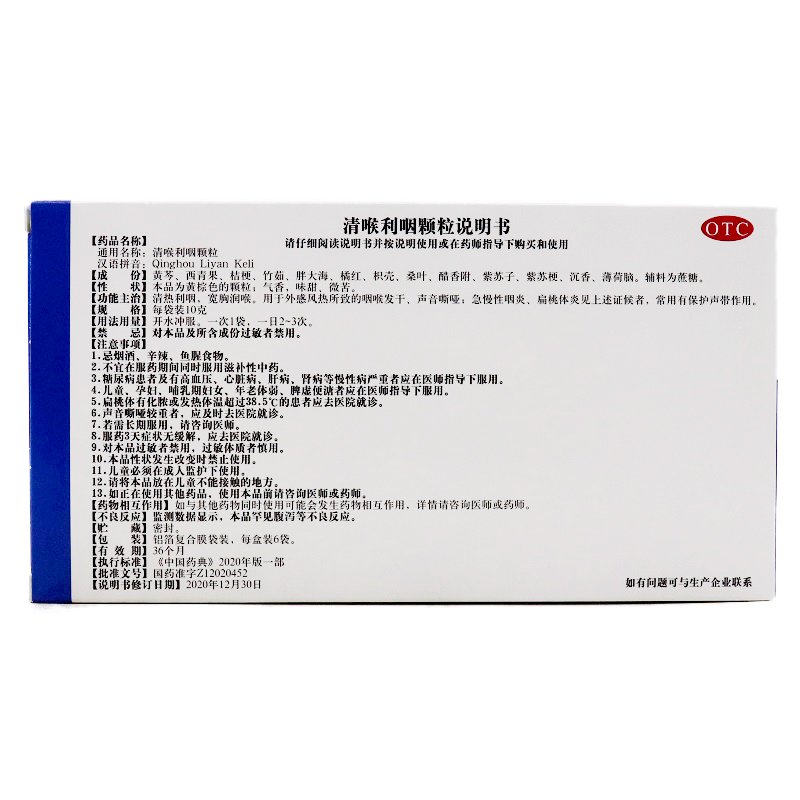 清喉利咽颗粒说明书
OTC
请仔细阅读说明书并按说明使用或在药师指导下购买和使用
【药品名称】
通用名称：清喉利咽颗粒
汉语拼音：Qinghou Liyan Keli
【成 份】黄芩、西青果、桔梗、竹茹、胖大海、橘红、枳壳、桑叶、醋香附、紫苏子、紫苏梗、沉香、薄荷脑。辅料为蔗糖。
【性 状】本品为黄棕色的颗粒；气香，味甜、微苦。
【功能主治】清热利咽，宽胸润喉。用于外感风热所致的咽喉发干、声音嘶哑；急慢性咽炎、扁桃体炎见上述证候者，常用有保护声带作用。
【规 格】每袋装10克
【用法用量】开水冲服。一次1袋，一日2~3次。
【禁 忌】对本品及所含成份过敏者禁用。
【注意事项】
1.忌烟酒、辛辣、鱼腥食物。
2.不宜在服药期间同时服用滋补性中药。
3.糖尿病患者及有高血压、心脏病、肝病、肾病等慢性病严重者应在医师指导下服用。
4.儿童、孕妇、哺乳期妇女、年老体弱、脾虚便溏者应在医师指导下服用。
5.扁桃体有化脓或发热体温超过38.5℃的患者应去医院就诊。
6.声音嘶哑较重者，应及时去医院就诊。
7.若需长期服用，请咨询医师。
8.服药3天症状无缓解，应去医院就诊。
9.对本品过敏者禁用，过敏体质者慎用。
10.本品性状发生改变时禁止使用。
11.儿童必须在成人监护下使用。
12.请将本品放在儿童不能接触的地方。
13.如正在使用其他药品，使用本品前请咨询医师或药师。
【药物相互作用】如与其他药物同时使用可能会发生药物相互作用，详情请咨询医师或药师。
【不良反应】监测数据显示，本品罕见腹泻等不良反应。
【贮 藏】密封。
【包 装】铝箔复合膜袋装，每盒装6袋。
【有 效 期】36个月
【执行标准】《中国药典》2020年版一部
【批准文号】国药准字Z12020452
【说明书修订日期】2020年12月30日
如有问题可与生产企业联系